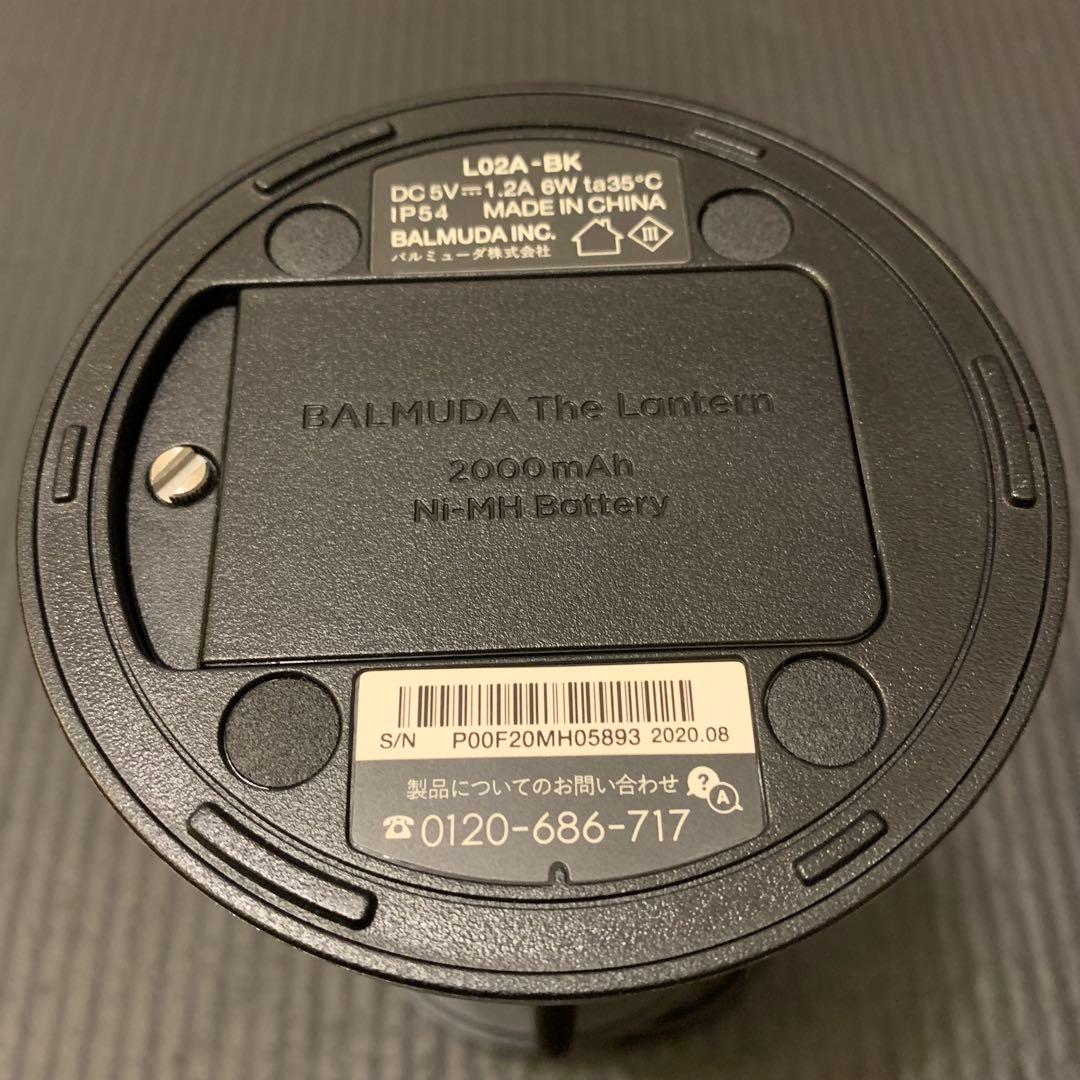 L02A-BK
DC5V⎓1.2A 6W ta35°C
IP54 MADE IN CHINA
BALMUDA INC.
バルミューダ株式会社
III
BALMUDA The Lantern
2000mAh
Ni-MH Battery
S/N P00F20MH05893 2020.08
製品についてのお問い合わせ ? A
☎0120-686-717